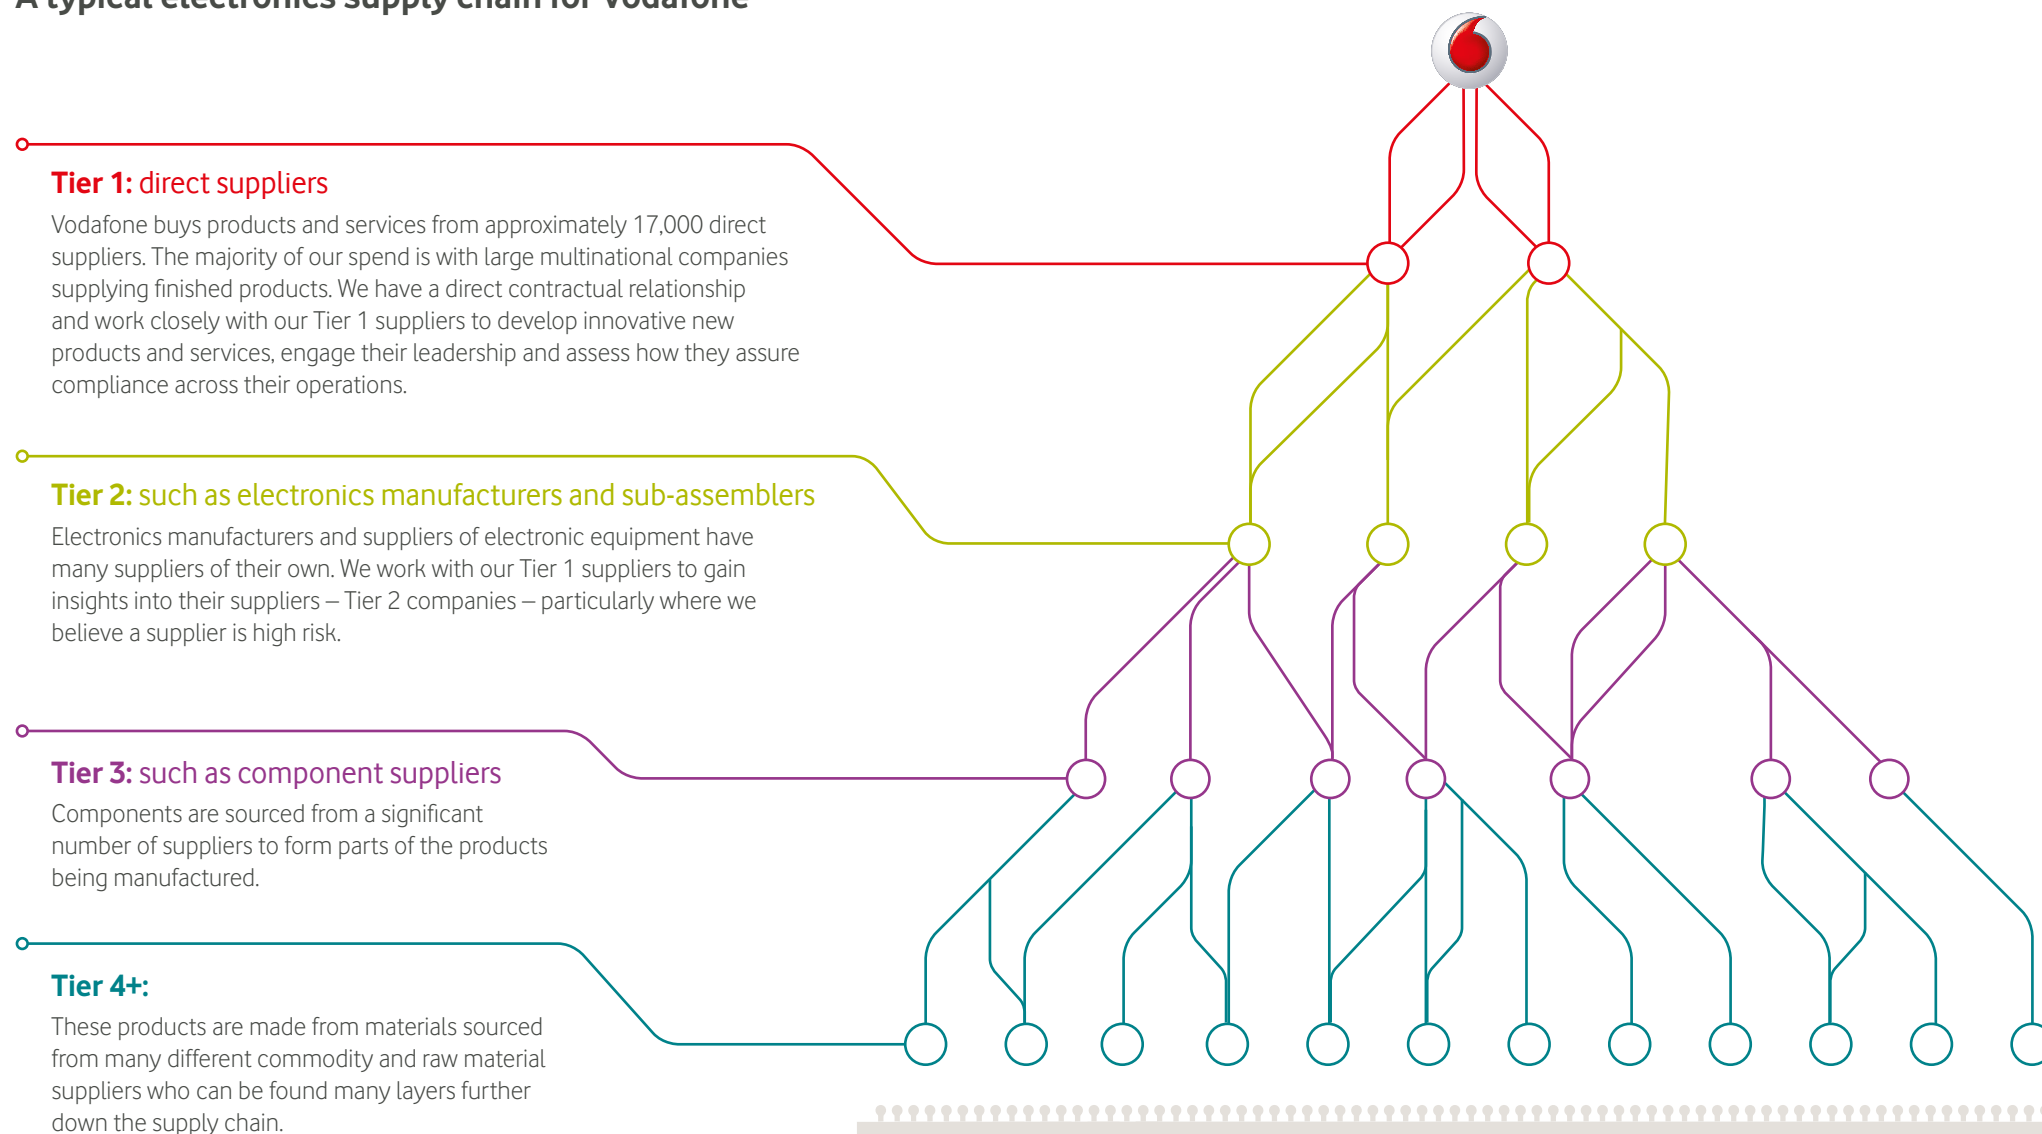 A typical electronics supply chain for Vodafone
Tier 1: direct suppliers
Vodafone buys products and services from approximately 17,000 direct
suppliers. The majority of our spend is with large multinational companies
supplying finished products. We have a direct contractual relationship
and work closely with our Tier 1 suppliers to develop innovative new
products and services, engage their leadership and assess how they assure
compliance across their operations.
Tier 2: such as electronics manufacturers and sub-assemblers
Electronics manufacturers and suppliers of electronic equipment have
many suppliers of their own. We work with our Tier 1 suppliers to gain
insights into their suppliers – Tier 2 companies – particularly where we
believe a supplier is high risk.
Tier 3: such as component suppliers
Components are sourced from a significant
number of suppliers to form parts of the products
being manufactured.
Tier 4+:
These products are made from materials sourced
from many different commodity and raw material
suppliers who can be found many layers further
down the supply chain.